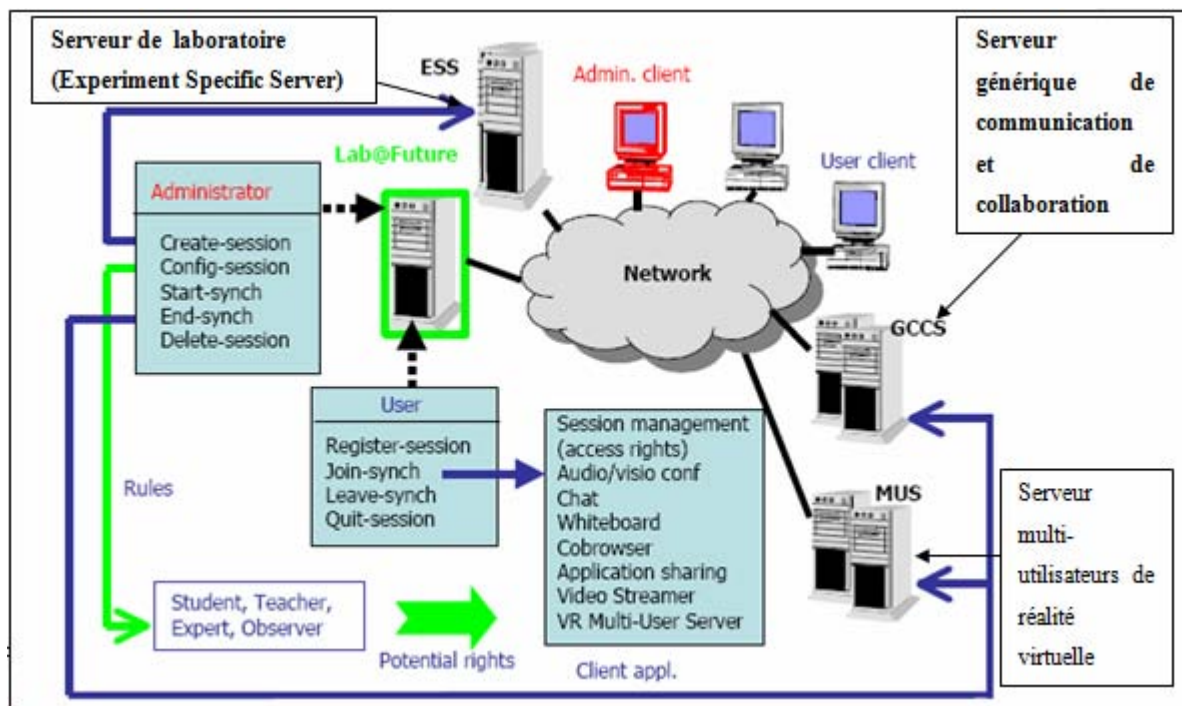 Serveur de laboratoire
(Experiment Specific Server)
ESS
Admin. client
Serveur
générique de
communication
et de
collaboration
Lab@Future
User client
Administrator
Create-session
Config-session
Start-synch
End-synch
Delete-session
Network
GCCS
User
Register-session
Join-synch
Leave-synch
Quit-session
Session management
(access rights)
Audio/visio conf
Chat
Whiteboard
Cobrowser
Application sharing
Video Streamer
VR Multi-User Server
MUS
Serveur
multi-
utilisateurs de
réalité
virtuelle
Rules
Student, Teacher,
Expert, Observer
Potential rights
Client appl.
: